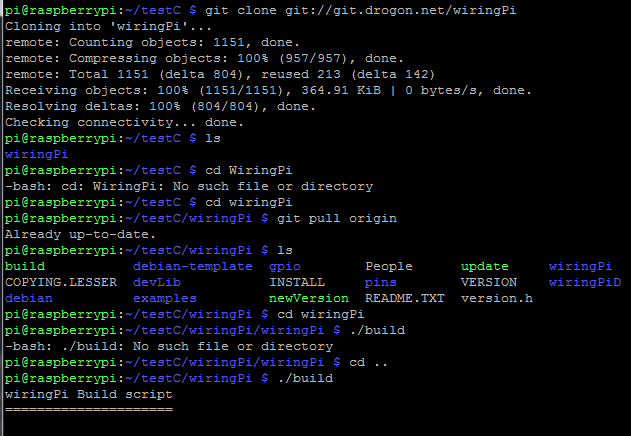 pi@raspberrypi:~/testC $ git clone git://git.drogon.net/wiringPi
Cloning into 'wiringPi'...
remote: Counting objects: 1151, done.
remote: Compressing objects: 100% (957/957), done.
remote: Total 1151 (delta 804), reused 213 (delta 142)
Receiving objects: 100% (1151/1151), 364.91 KiB | 0 bytes/s, done.
Resolving deltas: 100% (804/804), done.
Checking connectivity... done.
pi@raspberrypi:~/testC $ ls
wiringPi
pi@raspberrypi:~/testC $ cd WiringPi
-bash: cd: WiringPi: No such file or directory
pi@raspberrypi:~/testC $ cd wiringPi
pi@raspberrypi:~/testC/wiringPi $ git pull origin
Already up-to-date.
pi@raspberrypi:~/testC/wiringPi $ ls
build debian-template gpio People update wiringPi
COPYING.LESSER devLib INSTALL pins VERSION wiringPiD
debian examples newVersion README.TXT version.h
pi@raspberrypi:~/testC/wiringPi $ cd wiringPi
pi@raspberrypi:~/testC/wiringPi/wiringPi $ ./build
-bash: ./build: No such file or directory
pi@raspberrypi:~/testC/wiringPi/wiringPi $ cd ..
pi@raspberrypi:~/testC/wiringPi $ ./build
wiringPi Build script
=====================